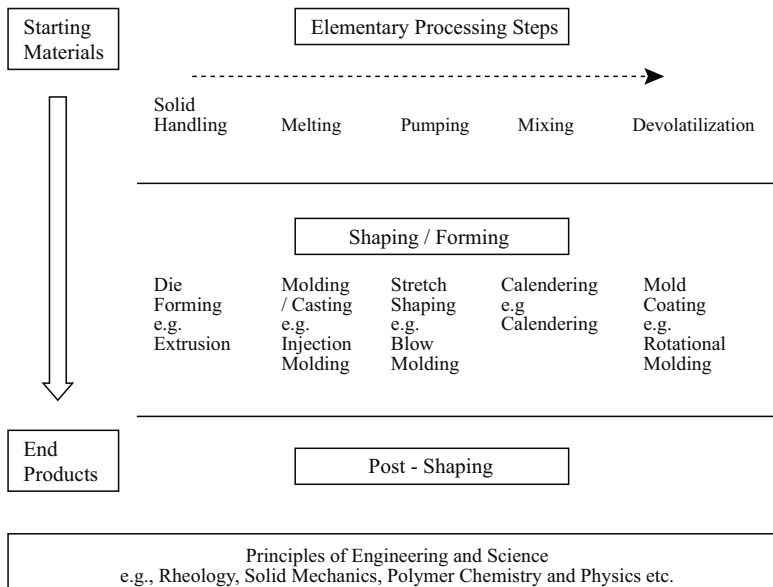 Starting
Materials
Elementary Processing Steps
Solid
Handling
Melting
Pumping
Mixing
Devolatilization
Shaping / Forming
Die
Forming
e.g.
Extrusion
Molding
/ Casting
e.g.
Injection
Molding
Stretch
Shaping
e.g.
Blow
Molding
Calendering
e.g
Calendering
Mold
Coating
e.g.
Rotational
Molding
End
Products
Post - Shaping
Principles of Engineering and Science
e.g., Rheology, Solid Mechanics, Polymer Chemistry and Physics etc.